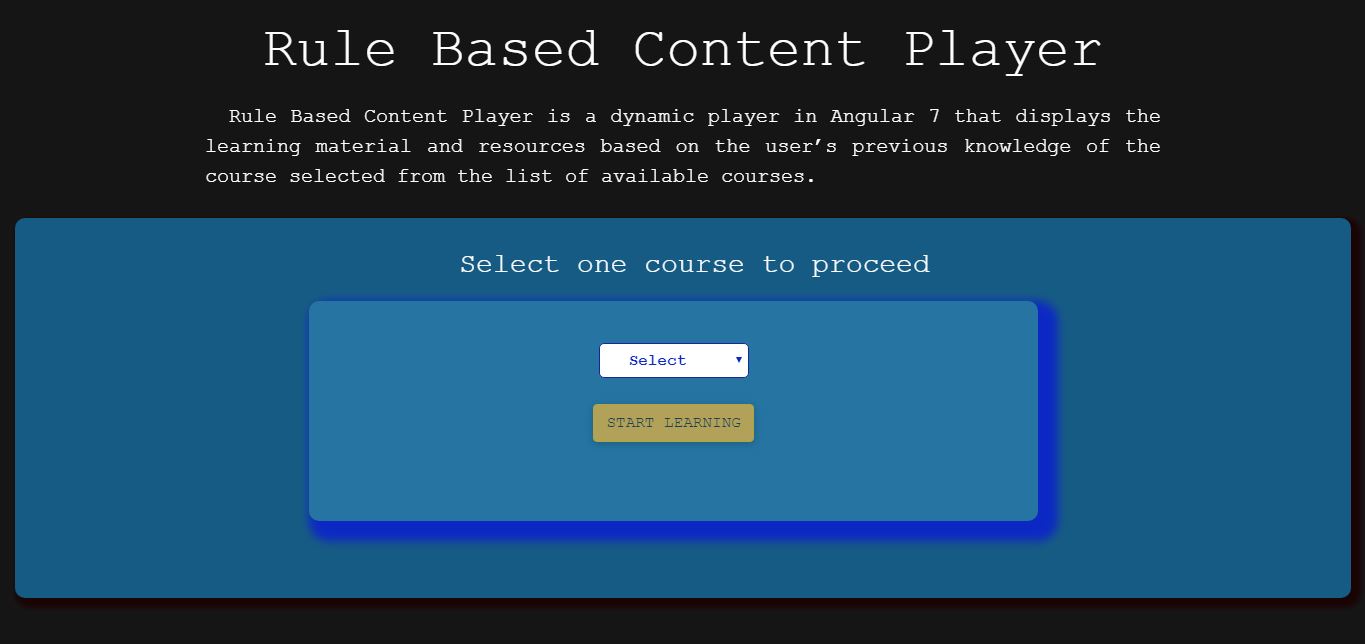 Rule Based Content Player
Rule Based Content Player is a dynamic player in Angular 7 that displays the
learning material and resources based on the user’s previous knowledge of the
course selected from the list of available courses.
Select one course to proceed
Select
START LEARNING